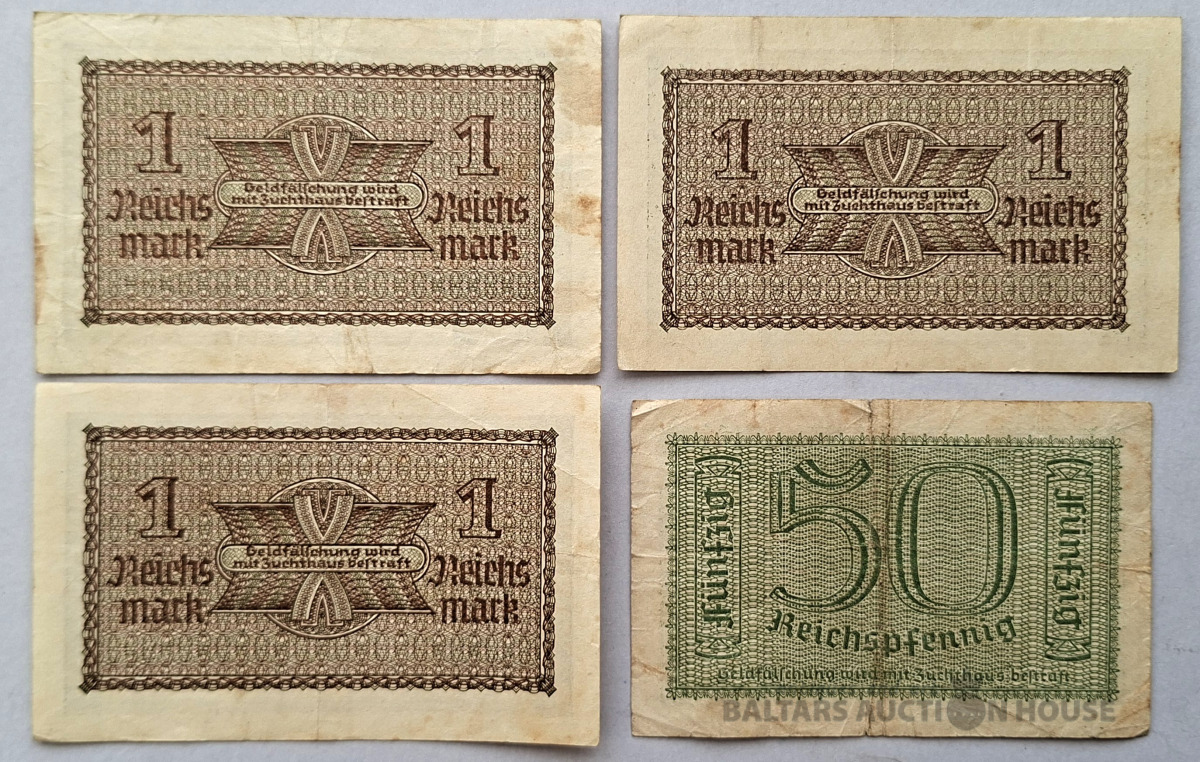 1
1
Geldfälschung wird
mit Zuchthaus bestraft
Reichs
mark
Reichs
mark
1
1
Geldfälschung wird
mit Zuchthaus bestraft
Reichs
mark
Reichs
mark
1
1
Geldfälschung wird
mit Zuchthaus bestraft
Reichs
mark
Reichs
mark
50
Fünfzig
Fünfzig
Reichspfennig
Geldfälschung wird mit Zuchthaus bestraft
BALTARS AUCTION HOUSE